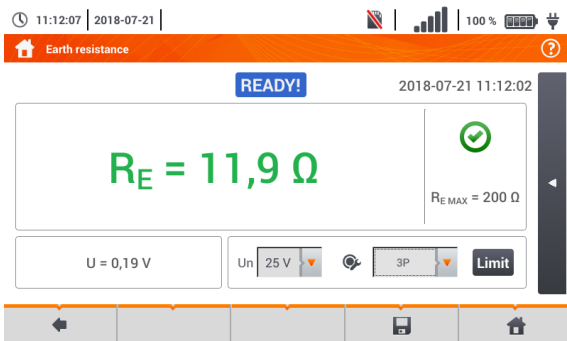 11:12:07 2018-07-21 100 %
Earth resistance ?
READY! 2018-07-21 11:12:02
RE = 11,9 Ω
RE MAX = 200 Ω
U = 0,19 V Un 25 V 3P Limit